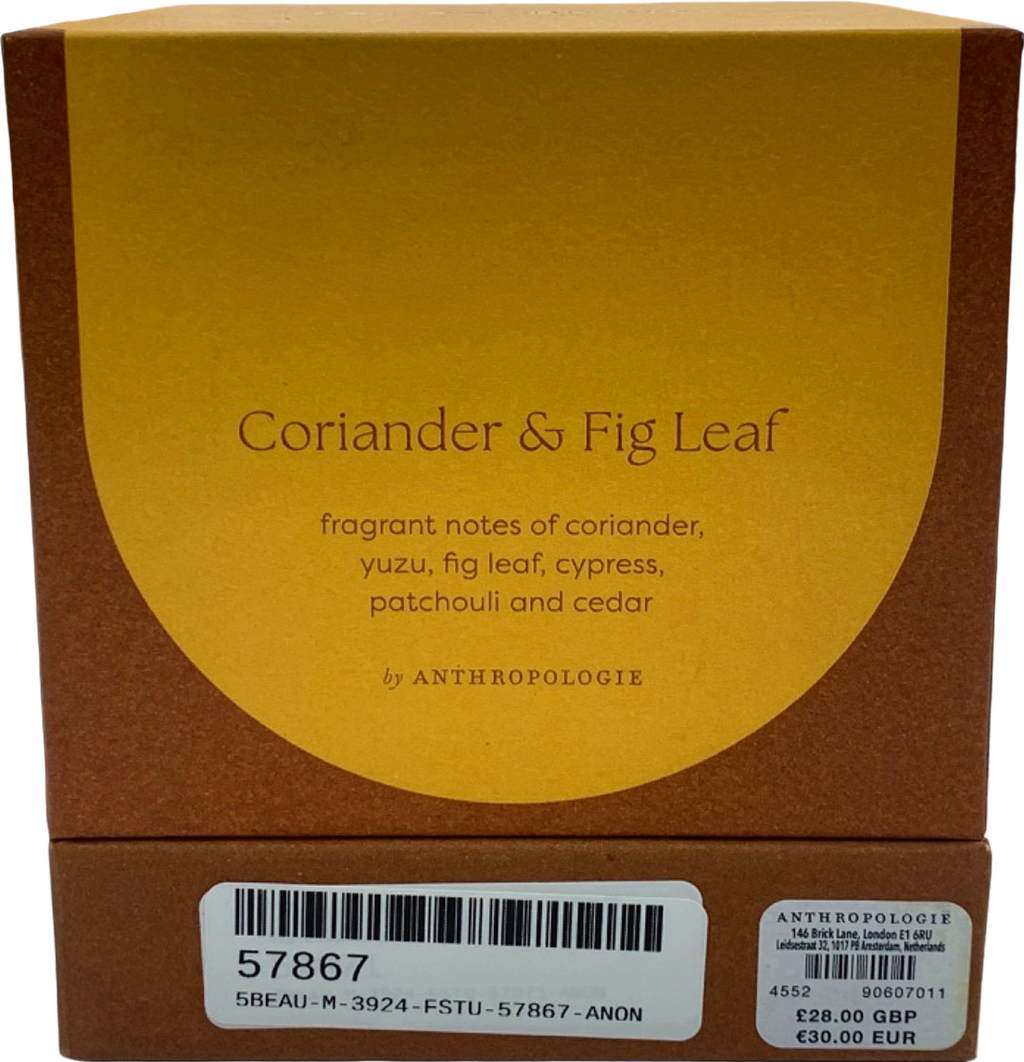 Coriander & Fig Leaf
fragrant notes of coriander,
yuzu, fig leaf, cypress,
patchouli and cedar
by ANTHROPOLOGIE
57867
5BEAU-M-3924-FSTU-57867-ANON
ANTHROPOLOGIE
146 Brick Lane, London E1 6RU
Leidsestraat 32, 1017 PB Amsterdam, Netherlands
4552 90607011
£28.00 GBP
€30.00 EUR